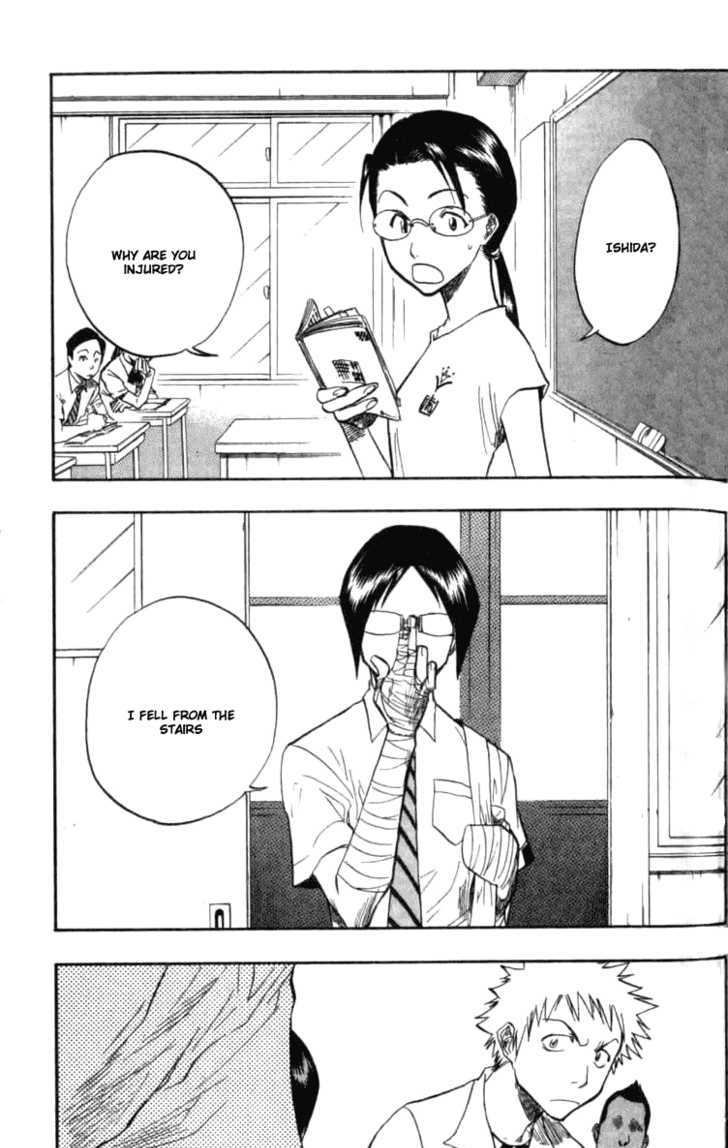 ISHIDA?
WHY ARE YOU
INJURED?
I FELL FROM THE
STAIRS